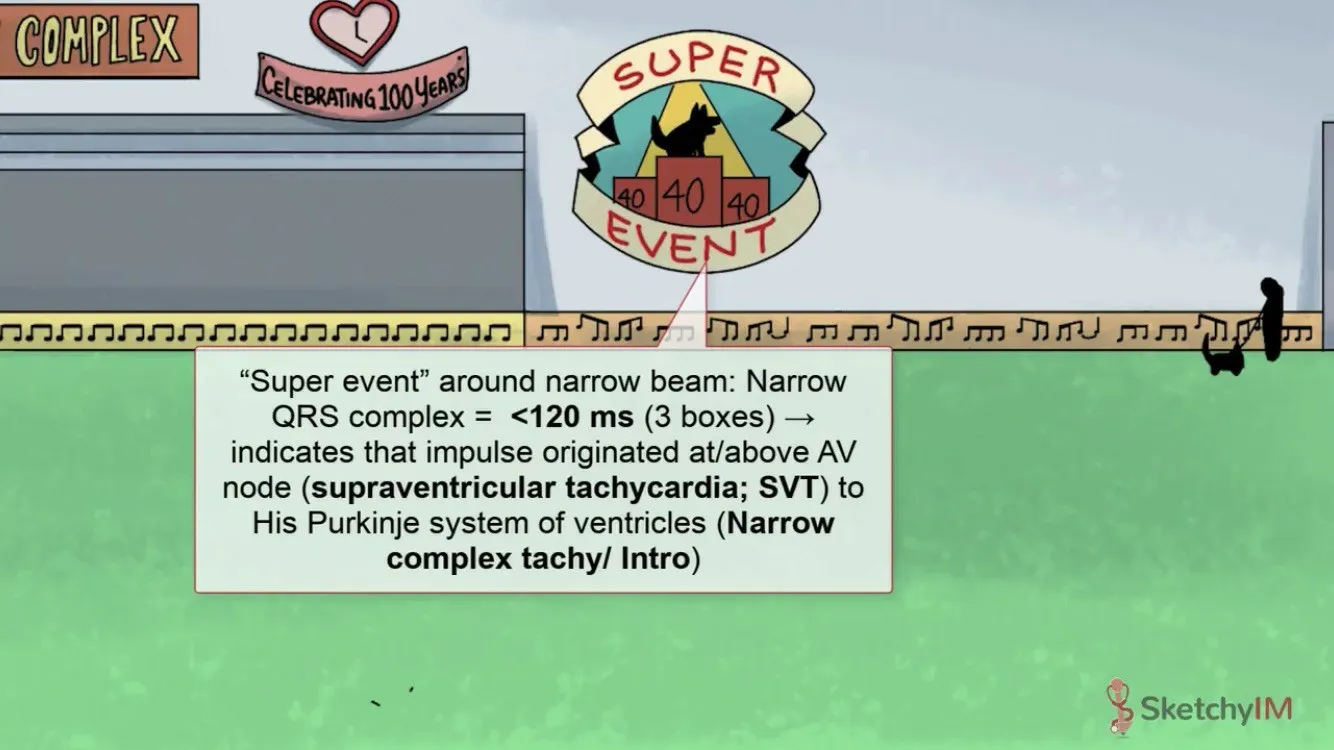 COMPLEX
CELEBRATING 100 YEARS
SUPER
40 40 40
EVENT
“Super event” around narrow beam: Narrow
QRS complex = <120 ms (3 boxes) →
indicates that impulse originated at/above AV
node (supraventricular tachycardia; SVT) to
His Purkinje system of ventricles (Narrow
complex tachy/ Intro)
SketchyIM